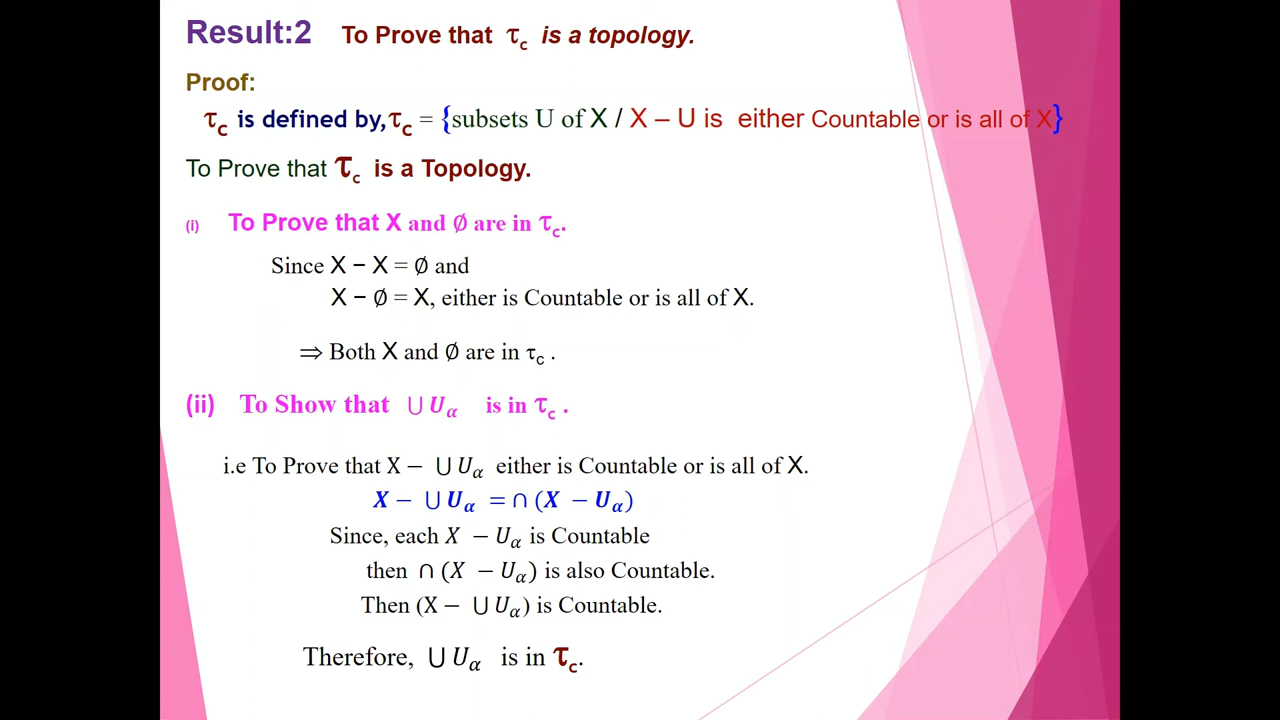 Result:2 To Prove that τc is a topology.
Proof:
τc is defined by, τc = {subsets U of X / X – U is either Countable or is all of X}
To Prove that τc is a Topology.
(i) To Prove that X and ∅ are in τc.
Since X − X = ∅ and
X − ∅ = X, either is Countable or is all of X.
⇒ Both X and ∅ are in τc .
(ii) To Show that ∪ Uα is in τc .
i.e To Prove that X − ∪ Uα either is Countable or is all of X.
X − ∪ Uα = ∩ (X − Uα)
Since, each X − Uα is Countable
then ∩ (X − Uα) is also Countable.
Then (X − ∪ Uα) is Countable.
Therefore, ∪ Uα is in τc.